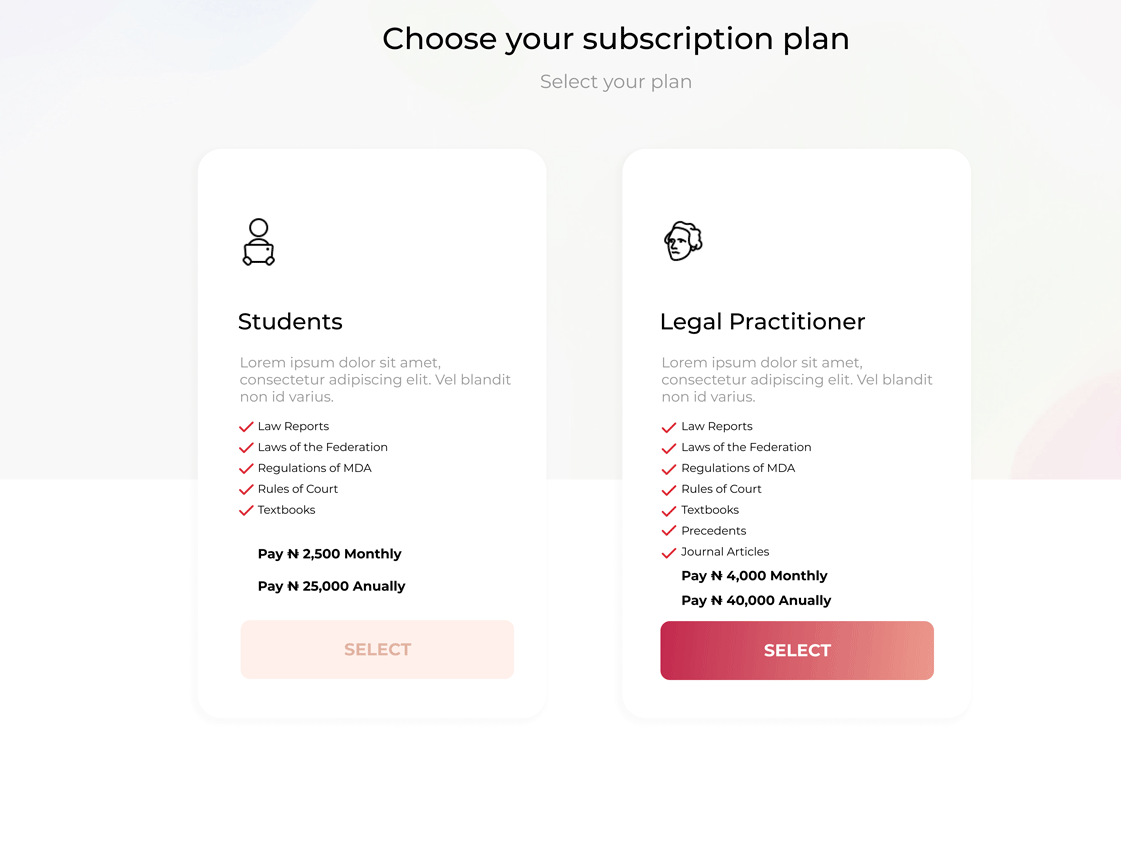 Choose your subscription plan
Select your plan
Students
Lorem ipsum dolor sit amet,
consectetur adipiscing elit. Vel blandit
non id varius.
Law Reports
Laws of the Federation
Regulations of MDA
Rules of Court
Textbooks
Pay ₦ 2,500 Monthly
Pay ₦ 25,000 Anually
SELECT
Legal Practitioner
Lorem ipsum dolor sit amet,
consectetur adipiscing elit. Vel blandit
non id varius.
Law Reports
Laws of the Federation
Regulations of MDA
Rules of Court
Textbooks
Precedents
Journal Articles
Pay ₦ 4,000 Monthly
Pay ₦ 40,000 Anually
SELECT